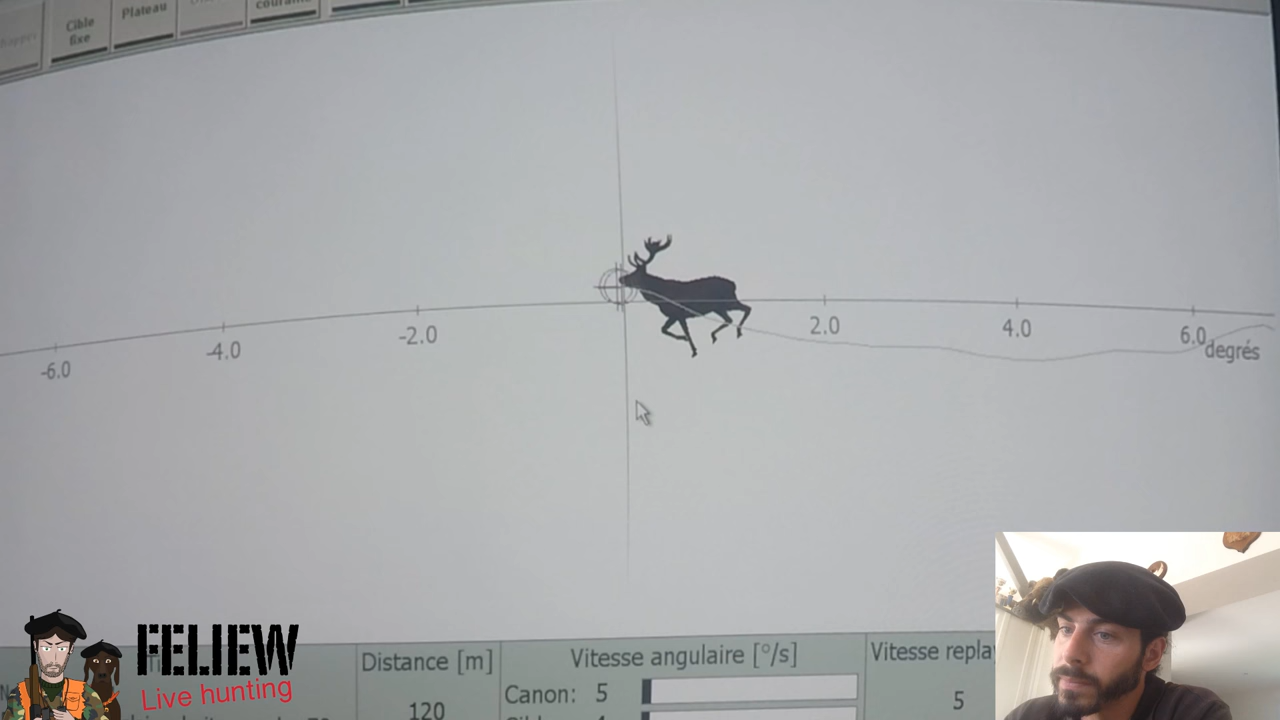 Cible
fixe
Plateau
courante
-6.0
-4.0
-2.0
2.0
4.0
6.0
degrés
FELIEW
Live hunting
Distance [m]
120
Vitesse angulaire [°/s]
Canon: 5
Vitesse repla
5